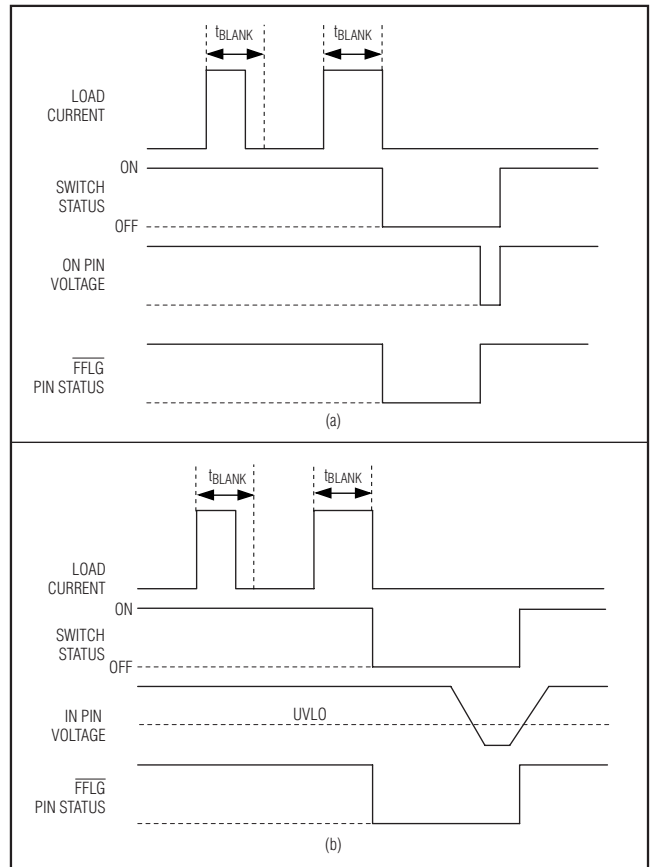 tBLANK tBLANK
LOAD
CURRENT
ON
SWITCH
STATUS
OFF
ON PIN
VOLTAGE
FFLG
PIN STATUS
(a)
tBLANK tBLANK
LOAD
CURRENT
ON
SWITCH
STATUS
OFF
IN PIN
VOLTAGE
UVLO
FFLG
PIN STATUS
(b)